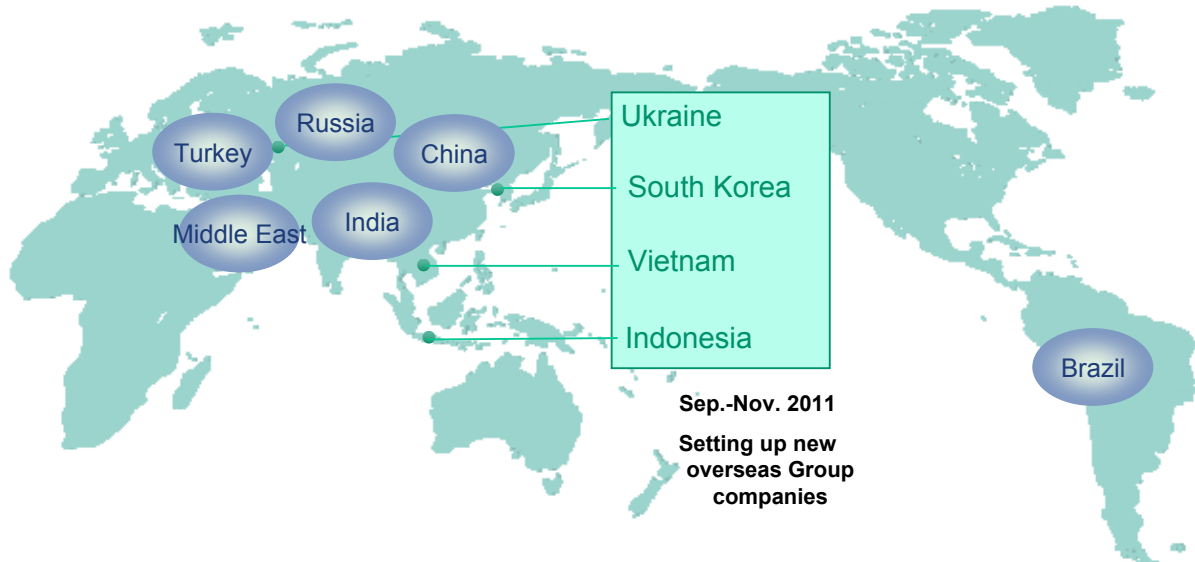 Russia
Turkey
China
Middle East
India
Brazil
Ukraine
South Korea
Vietnam
Indonesia
Sep.-Nov. 2011
Setting up new
overseas Group
companies